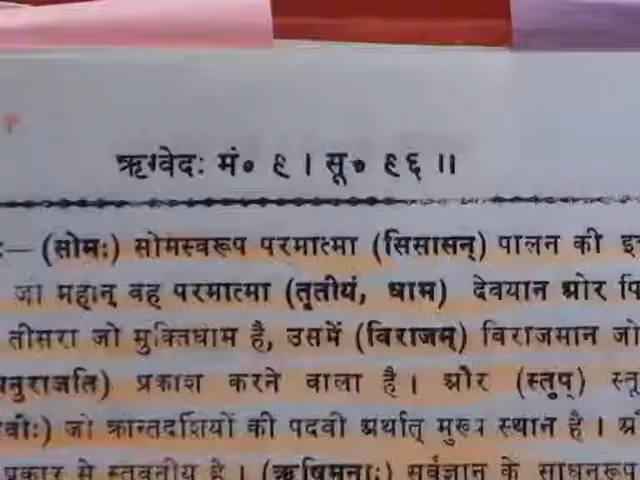 ऋग्वेदः मं० ९ । सू० ९६ ॥
:— (सोमः) सोमस्वरूप परमात्मा (सिसासन्) पालन की
जो महान् वह परमात्मा (तृतीयं, धाम) देवयान और
तीसरा जो मुक्तिधाम है, उसमें (विराजम्) विराजमान जो
नुराजति) प्रकाश करने वाला है । और (स्तुप्)
वीः) जो क्रान्तदर्शियों की पदवी अर्थात् मुख्य स्थान है ।
प्रकार से स्तवनीय है । (ऋषिमनाः) सर्वज्ञान के साधनरूप